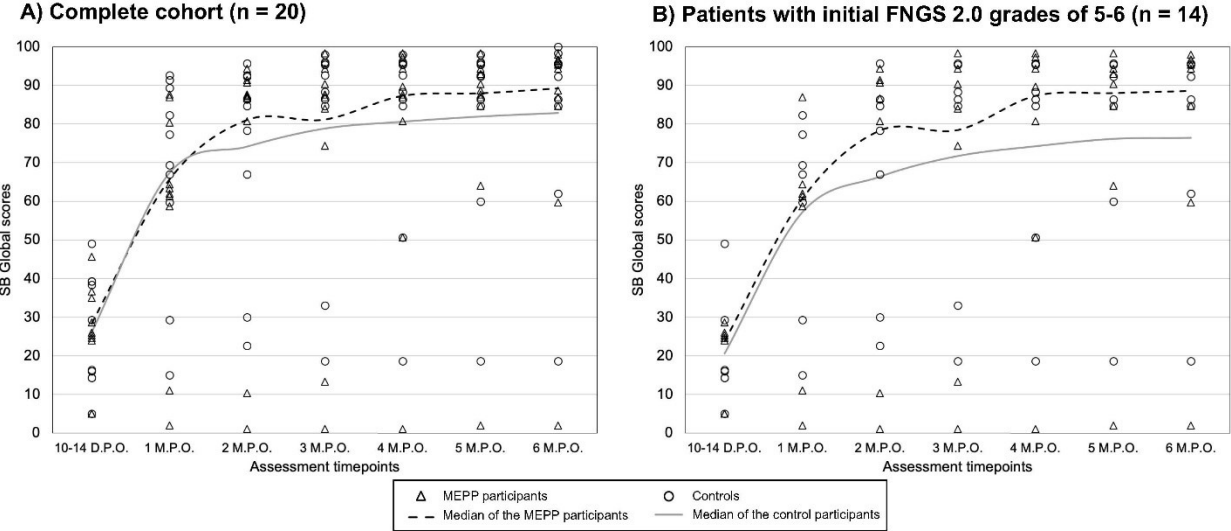 A) Complete cohort (n = 20)
100
90
80
70
60
50
40
30
20
10
0
SB Global scores
10-14 D.P.O.
1 M.P.O.
2 M.P.O.
3 M.P.O.
4 M.P.O.
5 M.P.O.
6 M.P.O.
Assessment timepoints
B) Patients with initial FNGS 2.0 grades of 5-6 (n = 14)
100
90
80
70
60
50
40
30
20
10
0
SB Global scores
10-14 D.P.O.
1 M.P.O.
2 M.P.O.
3 M.P.O.
4 M.P.O.
5 M.P.O.
6 M.P.O.
Assessment timepoints
MEPP participants
Controls
Median of the MEPP participants
Median of the control participants